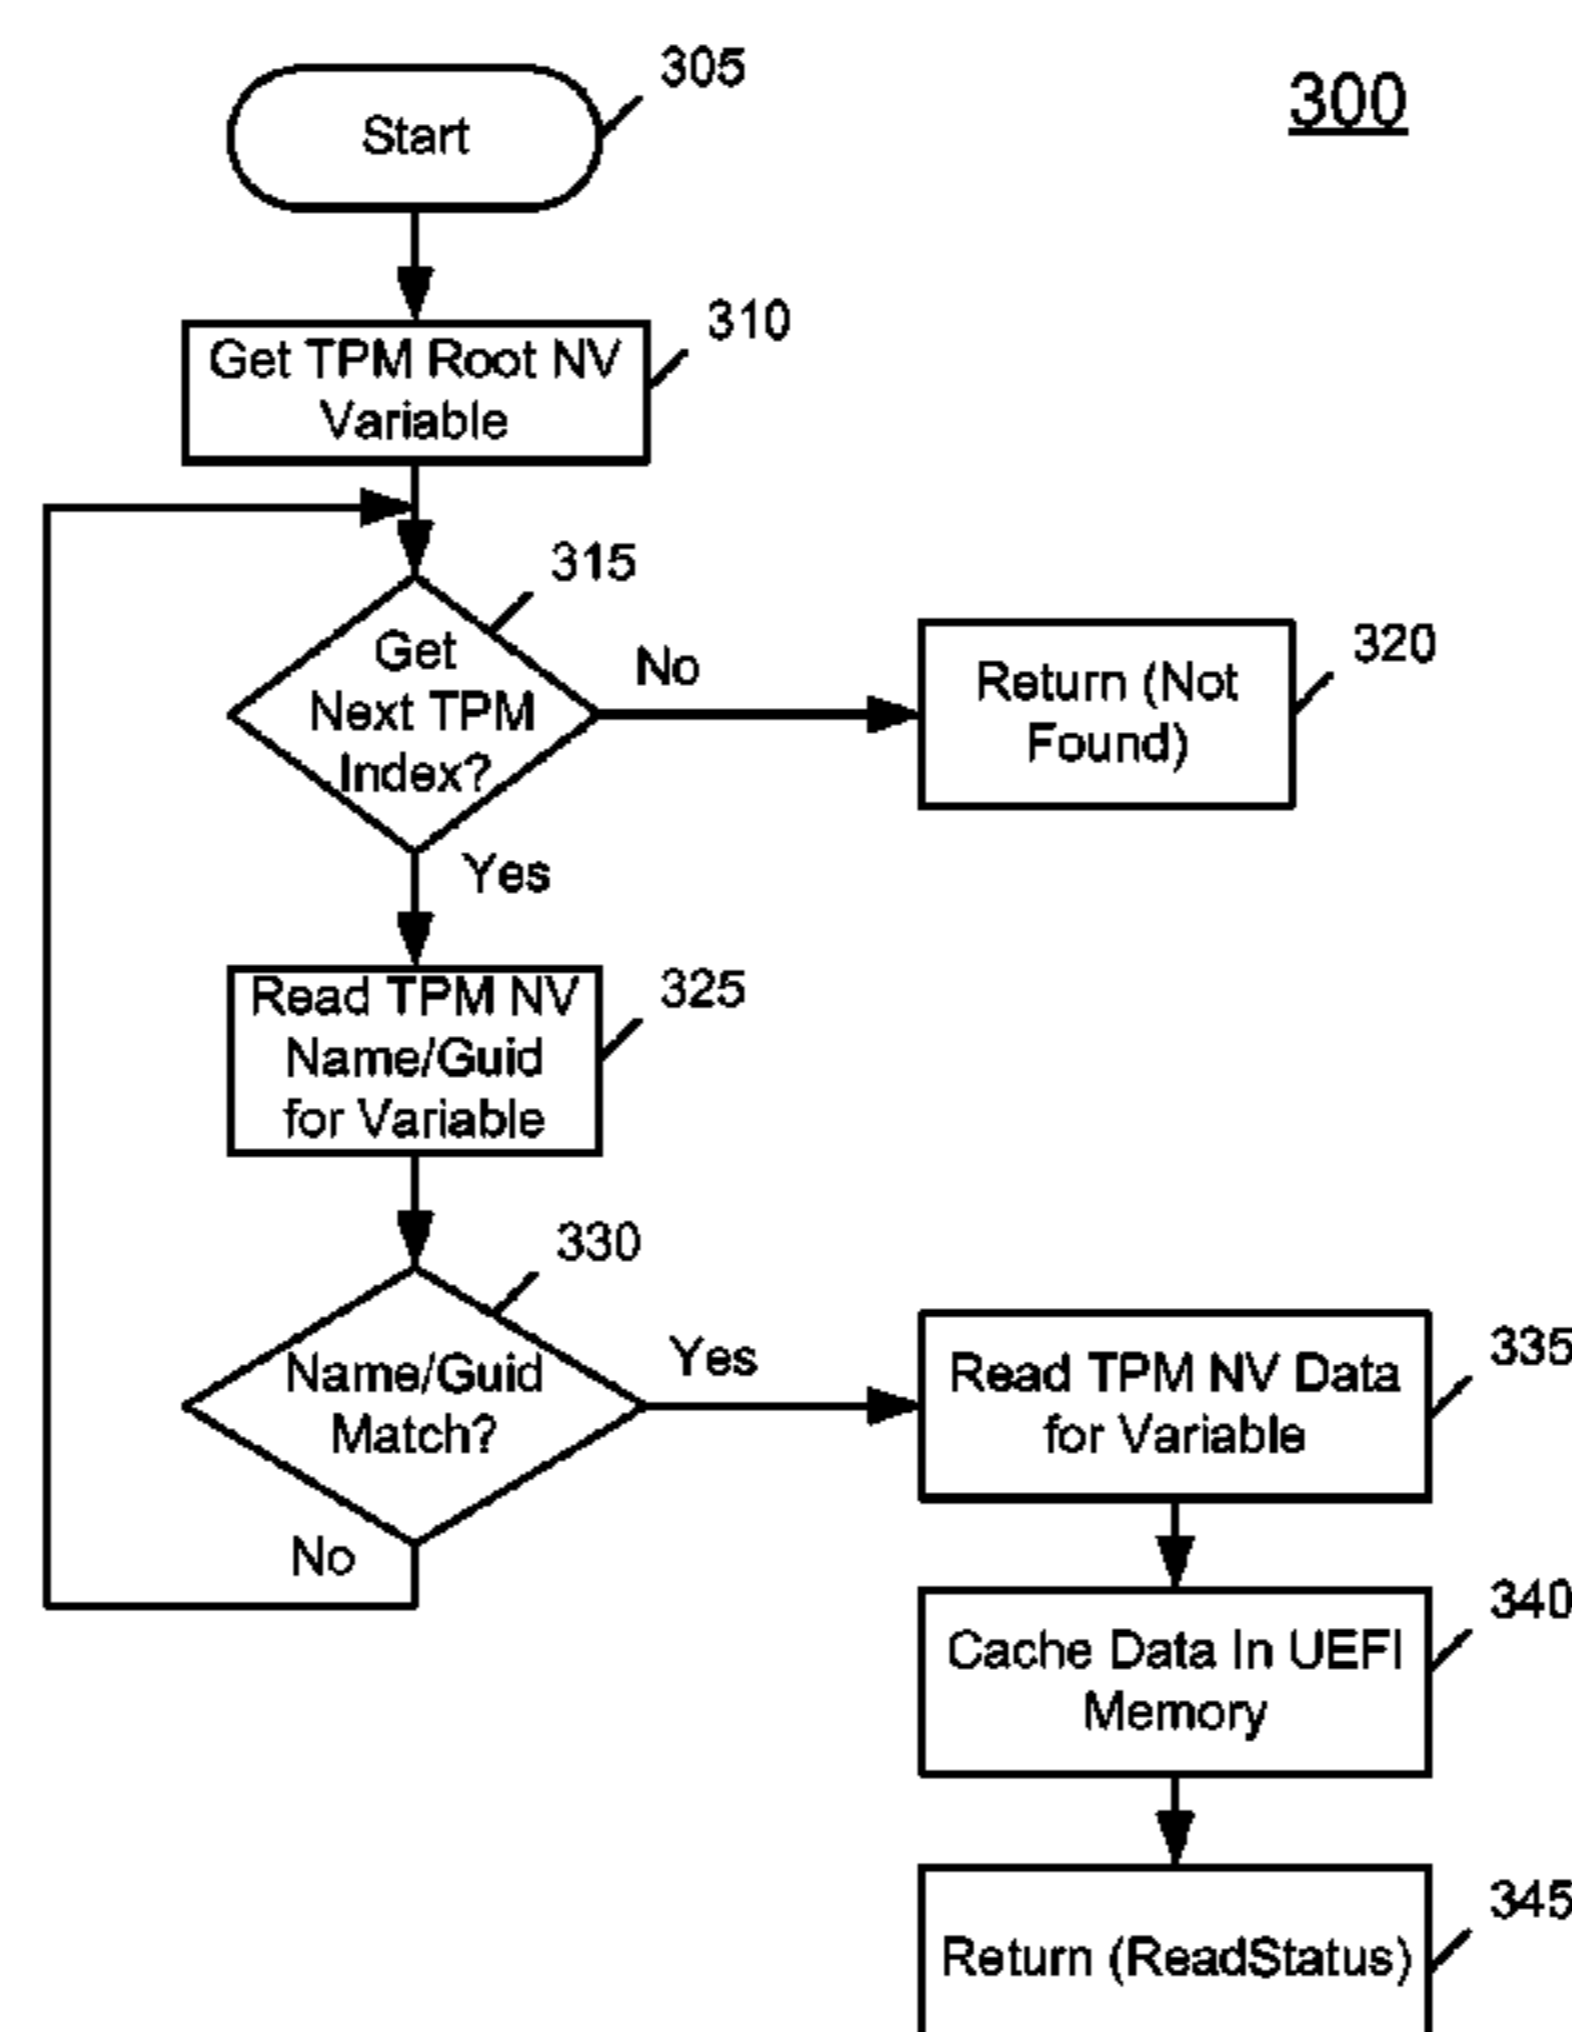 305
300
Start
310
Get TPM Root NV
Variable
315
Get
Next TPM
Index?
No
320
Return (Not
Found)
Yes
325
Read TPM NV
Name/Guid
for Variable
330
Name/Guid
Match?
Yes
335
Read TPM NV Data
for Variable
No
340
Cache Data In UEFI
Memory
345
Return (ReadStatus)